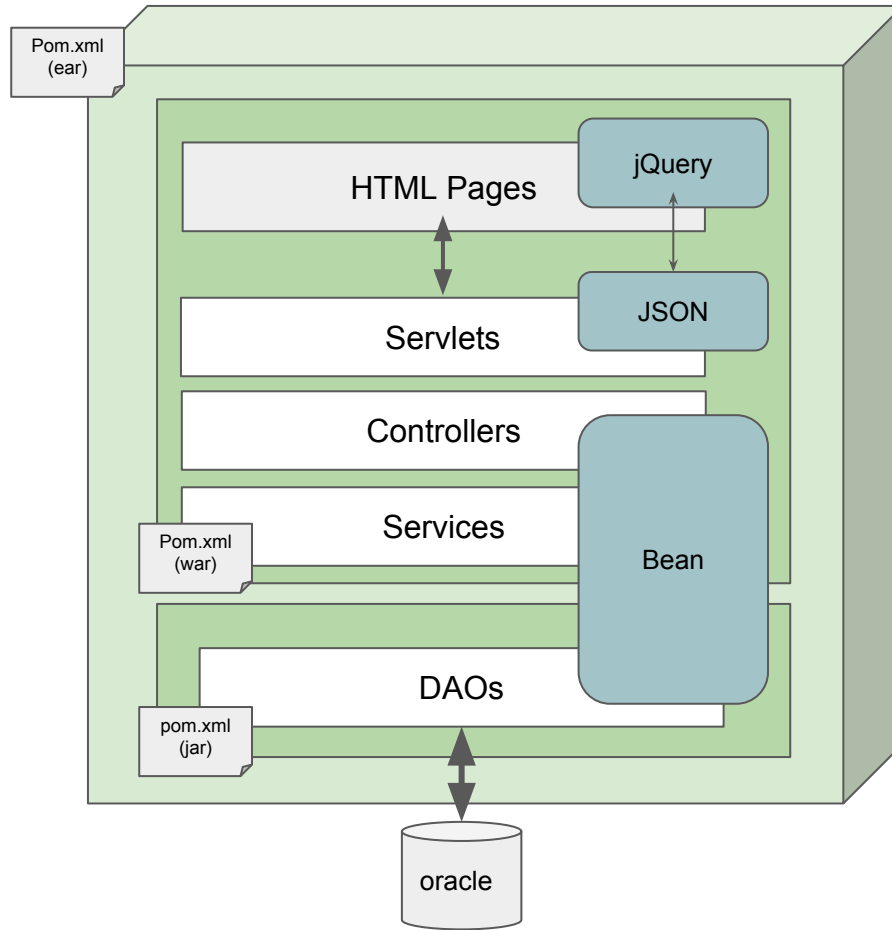 Pom.xml
(ear)
jQuery
HTML Pages
JSON
Servlets
Controllers
Services
Pom.xml
(war)
Bean
DAOs
pom.xml
(jar)
oracle